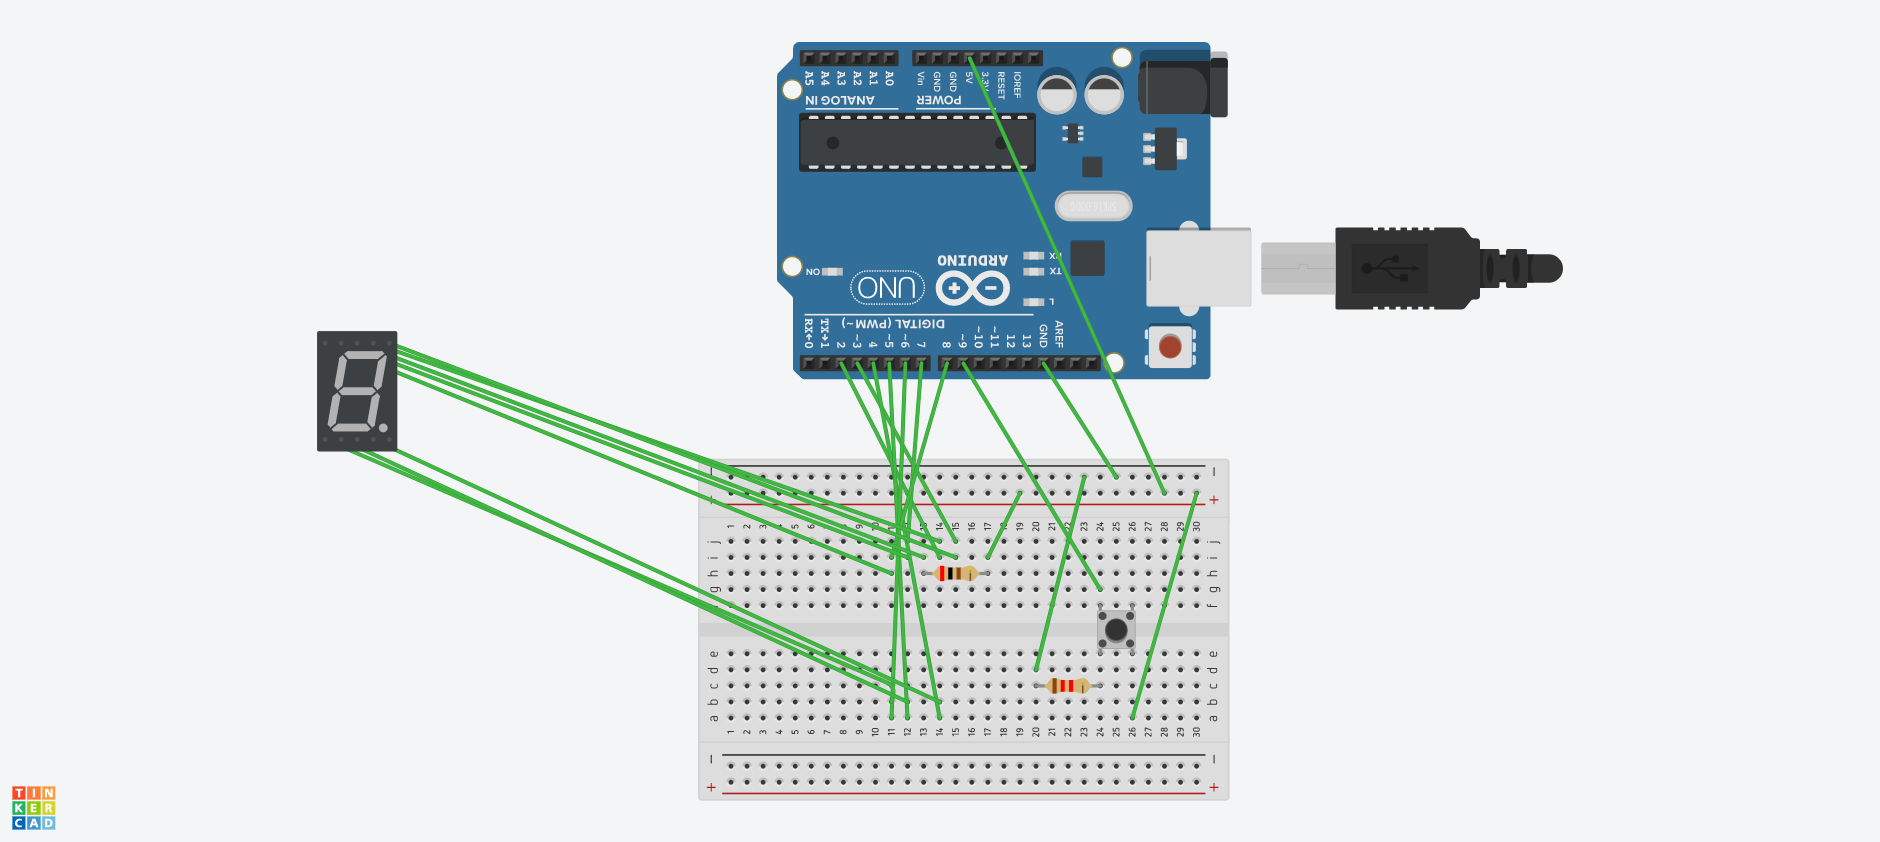 A5 A4 A3 A2 A1 A0
Vin GND GND 5V 3.3V RESET IOREF
ANALOG IN
POWER
RX
TX
ON
ARDUINO
UNO
L
DIGITAL (PWM~)
RX←0 TX→1 2 ~3 4 ~5 ~6 7 8 ~9 ~10 ~11 12 13 GND AREF
− −
+ +
1 2 3 4 5 6 7 8 9 10 11 12 13 14 15 16 17 18 19 20 21 22 23 24 25 26 27 28 29 30
j j
i i
h h
g g
f f
e e
d d
c c
b b
a a
1 2 3 4 5 6 7 8 9 10 11 12 13 14 15 16 17 18 19 20 21 22 23 24 25 26 27 28 29 30
− −
+ +
TIN
KER
CAD